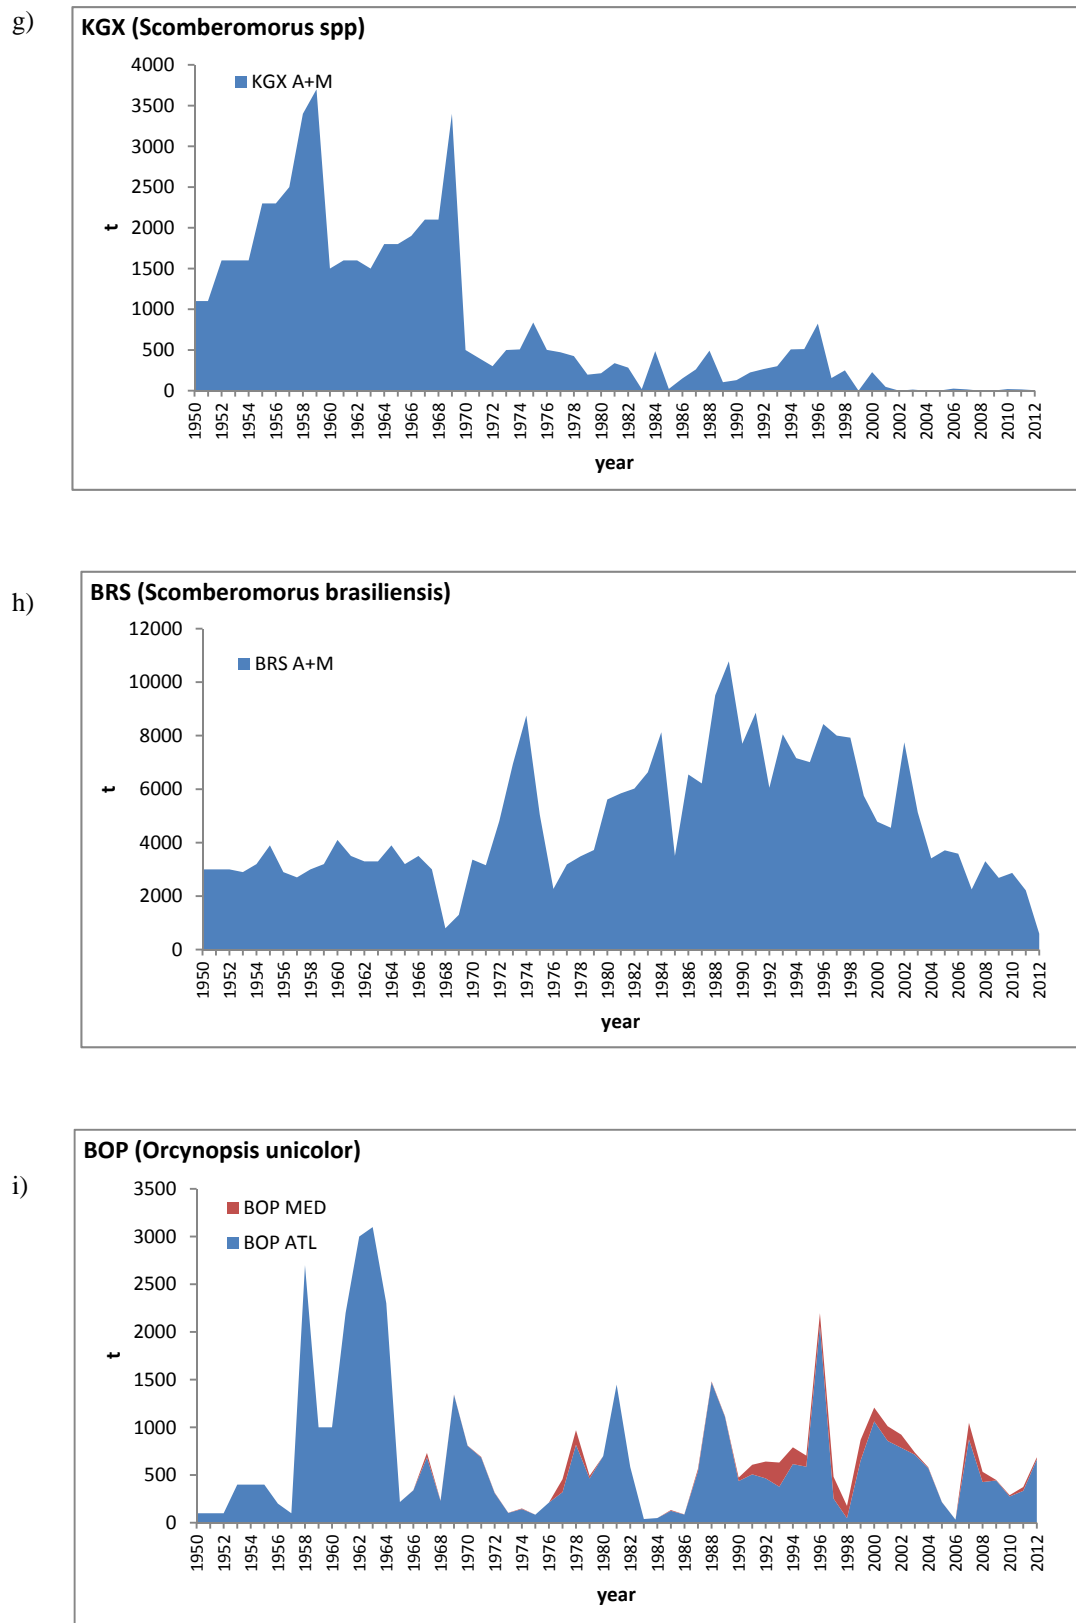 g)
KGX (Scomberomorus spp)
KGX A+M
4000
3500
3000
2500
2000
1500
1000
500
0
t
1950 1952 1954 1956 1958 1960 1962 1964 1966 1968 1970 1972 1974 1976 1978 1980 1982 1984 1986 1988 1990 1992 1994 1996 1998 2000 2002 2004 2006 2008 2010 2012
year
h)
BRS (Scomberomorus brasiliensis)
BRS A+M
12000
10000
8000
6000
4000
2000
0
t
1950 1952 1954 1956 1958 1960 1962 1964 1966 1968 1970 1972 1974 1976 1978 1980 1982 1984 1986 1988 1990 1992 1994 1996 1998 2000 2002 2004 2006 2008 2010 2012
year
i)
BOP (Orcynopsis unicolor)
BOP MED
BOP ATL
3500
3000
2500
2000
1500
1000
500
0
t
1950 1952 1954 1956 1958 1960 1962 1964 1966 1968 1970 1972 1974 1976 1978 1980 1982 1984 1986 1988 1990 1992 1994 1996 1998 2000 2002 2004 2006 2008 2010 2012
year